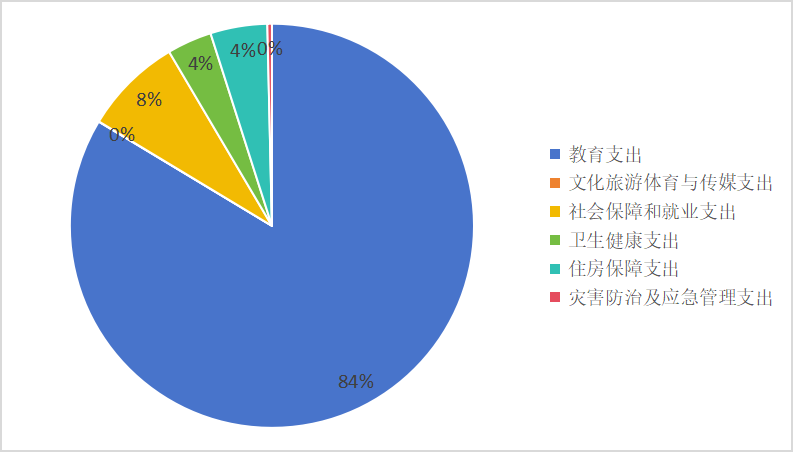 4%
0%
4%
8%
0%
84%
教育支出
文化旅游体育与传媒支出
社会保障和就业支出
卫生健康支出
住房保障支出
灾害防治及应急管理支出